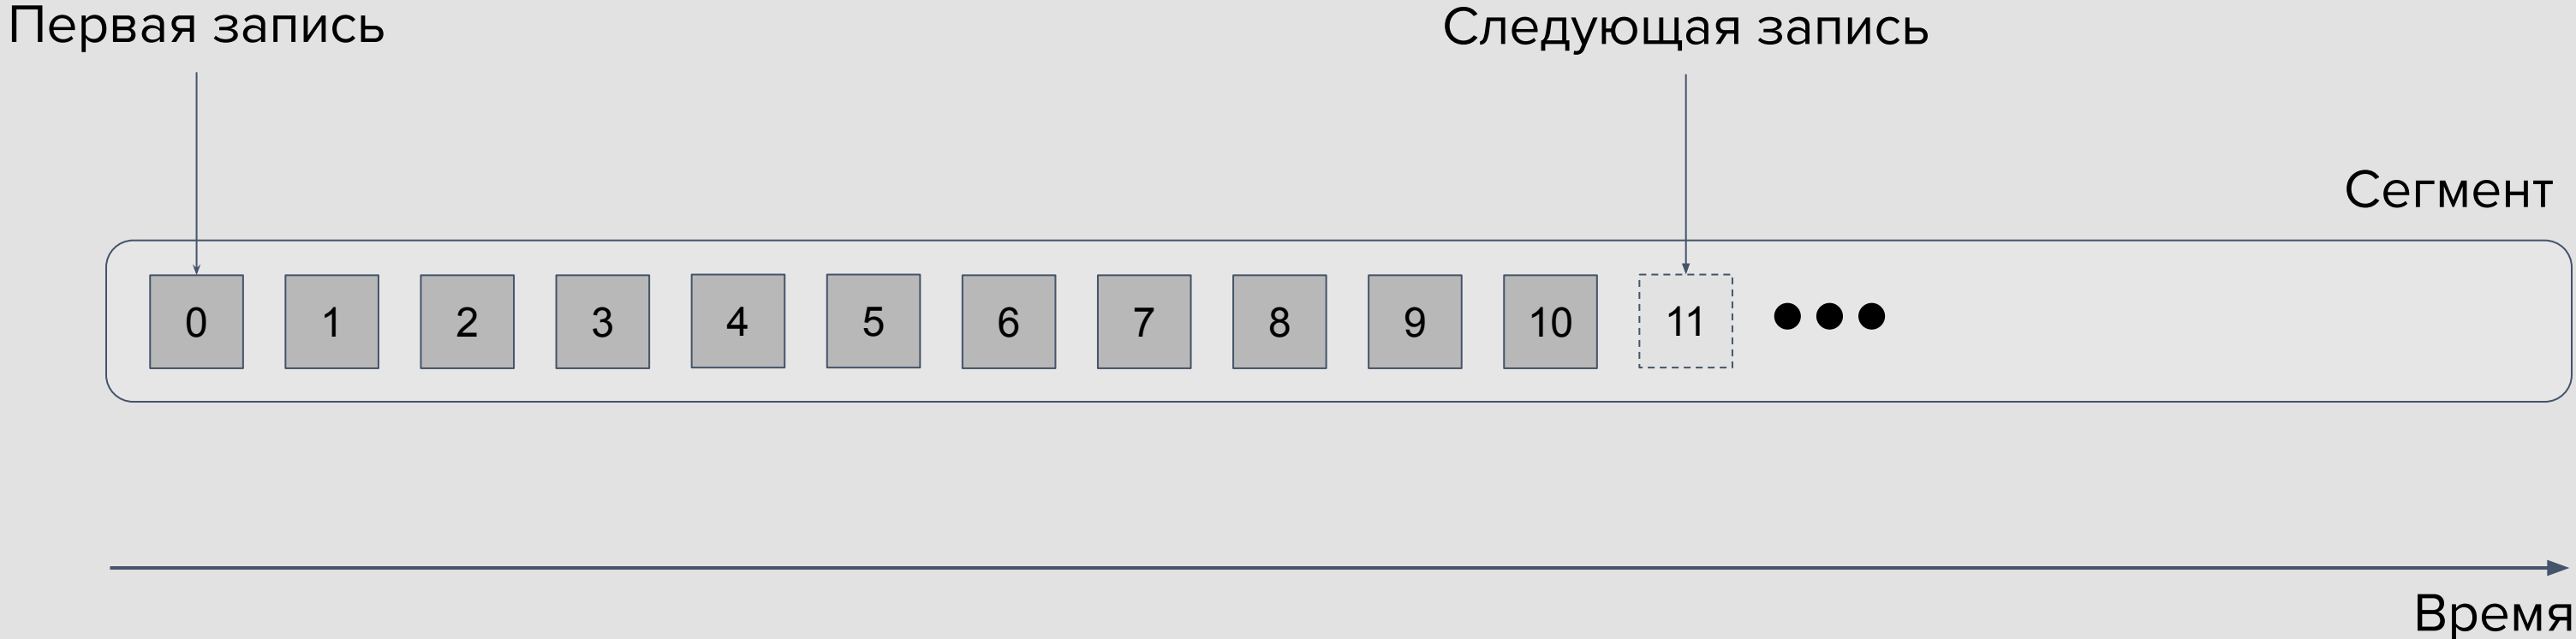 Первая запись
Следующая запись
Сегмент
0 1 2 3 4 5 6 7 8 9 10 11
Время